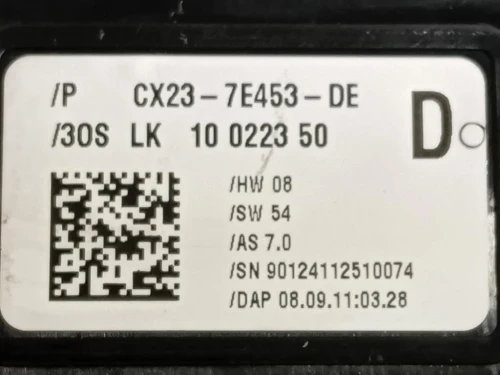 /P CX23-7E453-DE
/30S LK 10 0223 50 D
/HW 08
/SW 54
/AS 7.0
/SN 90124112510074
/DAP 08.09.11:03.28